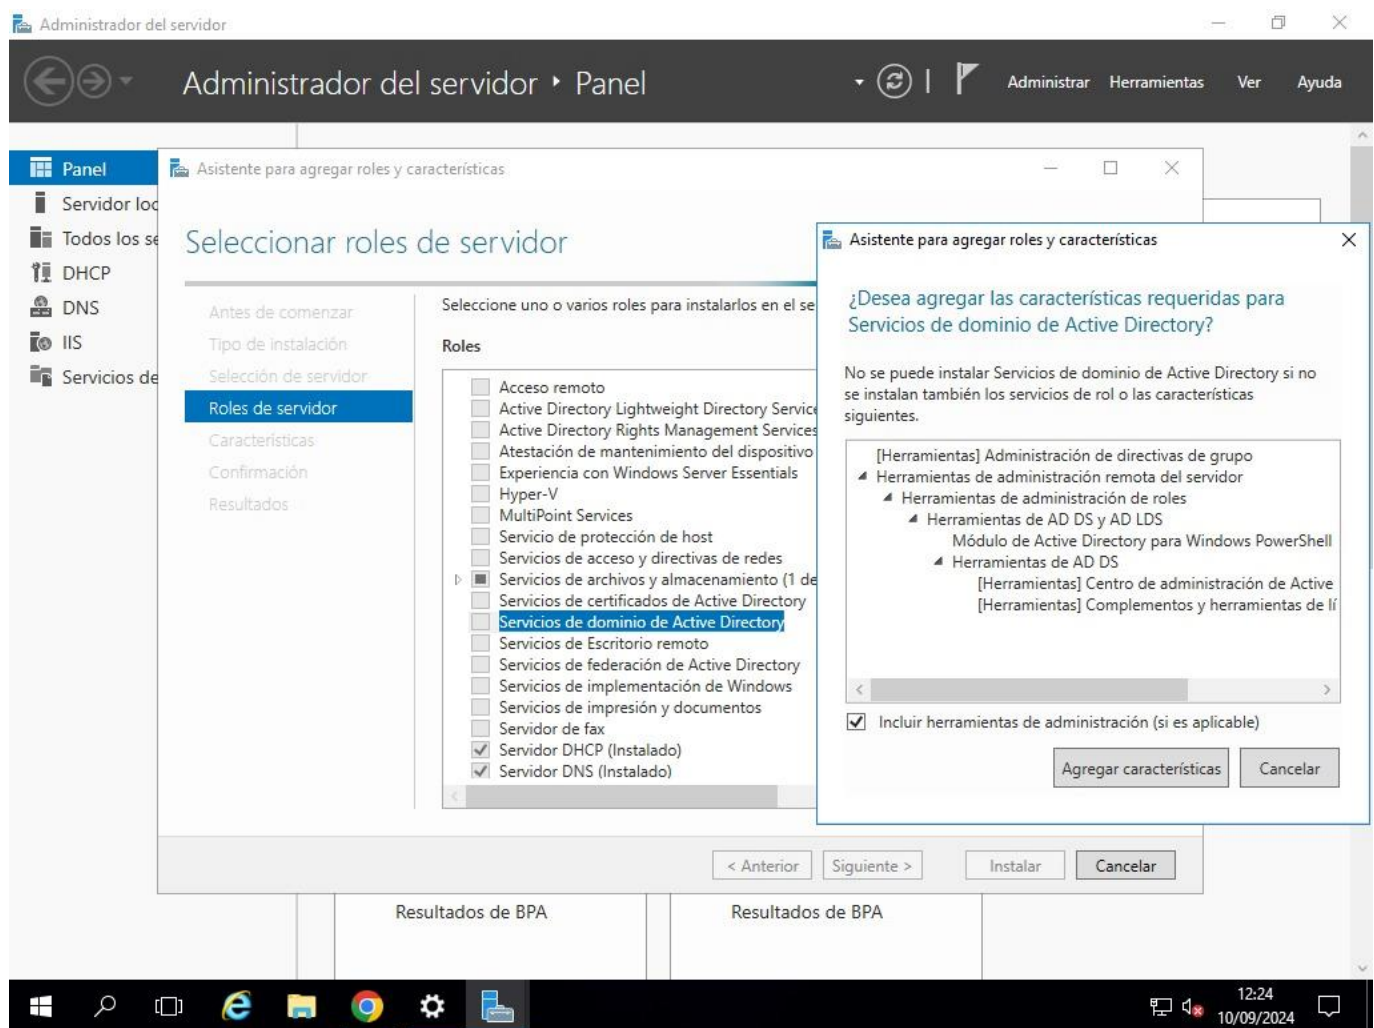 Administrador del servidor
Administrador del servidor ‣ Panel
Administrar Herramientas Ver Ayuda
Panel
Servidor loc
Todos los se
DHCP
DNS
IIS
Servicios de
Asistente para agregar roles y características
Seleccionar roles de servidor
Antes de comenzar
Tipo de instalación
Selección de servidor
Roles de servidor
Características
Confirmación
Resultados
Seleccione uno o varios roles para instalarlos en el se
Roles
Acceso remoto
Active Directory Lightweight Directory Service
Active Directory Rights Management Services
Atestación de mantenimiento del dispositivo
Experiencia con Windows Server Essentials
Hyper-V
MultiPoint Services
Servicio de protección de host
Servicios de acceso y directivas de redes
Servicios de archivos y almacenamiento (1 de
Servicios de certificados de Active Directory
Servicios de dominio de Active Directory
Servicios de Escritorio remoto
Servicios de federación de Active Directory
Servicios de implementación de Windows
Servicios de impresión y documentos
Servidor de fax
Servidor DHCP (Instalado)
Servidor DNS (Instalado)
< Anterior Siguiente > Instalar Cancelar
Asistente para agregar roles y características
¿Desea agregar las características requeridas para
Servicios de dominio de Active Directory?
No se puede instalar Servicios de dominio de Active Directory si no
se instalan también los servicios de rol o las características
siguientes.
[Herramientas] Administración de directivas de grupo
Herramientas de administración remota del servidor
Herramientas de administración de roles
Herramientas de AD DS y AD LDS
Módulo de Active Directory para Windows PowerShell
Herramientas de AD DS
[Herramientas] Centro de administración de Active
[Herramientas] Complementos y herramientas de lí
Incluir herramientas de administración (si es aplicable)
Agregar características Cancelar
Resultados de BPA
Resultados de BPA
12:24
10/09/2024